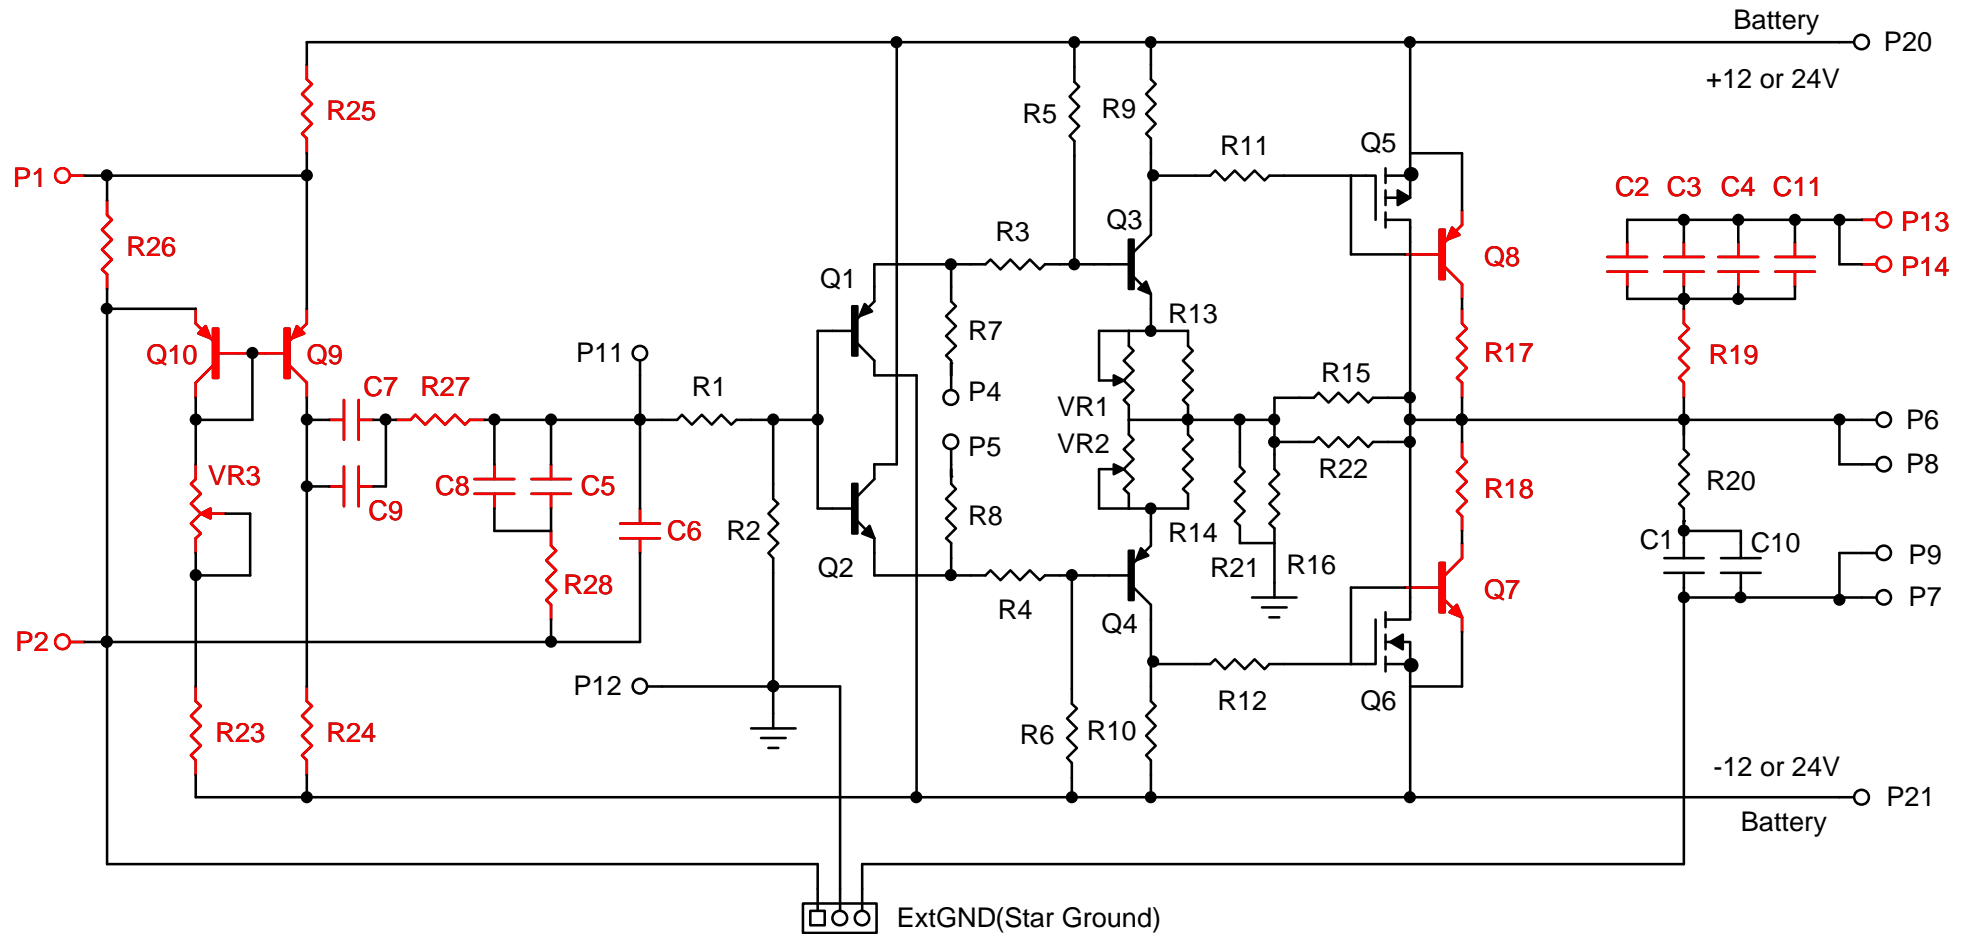 Battery
P20
+12 or 24V
R25
R5
R9
R11
Q5
P1
C2
C3
C4
C11
R26
Q3
P13
R3
Q8
P14
Q1
R13
R7
Q10
Q9
P11
R17
R19
C7
R27
R1
P4
VR1
R15
P6
VR3
P5
VR2
R22
P8
C8
C5
R18
R20
C9
R2
C6
R8
R14
C1
C10
P9
Q2
R21
R16
R28
R4
Q7
P7
Q4
P2
P12
R12
Q6
R23
R24
R6
R10
-12 or 24V
P21
Battery
ExtGND(Star Ground)